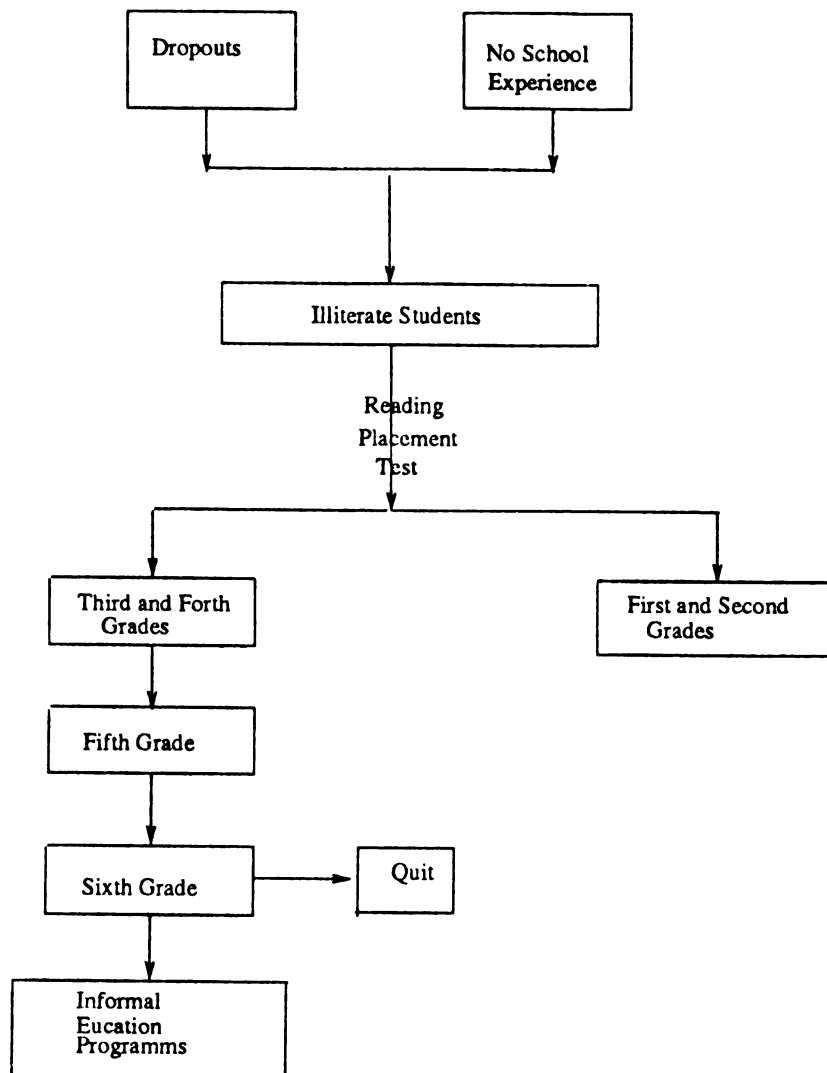 Dropouts
No School
Experience
Illiterate Students
Reading
Placement
Test
Third and Forth
Grades
First and Second
Grades
Fifth Grade
Sixth Grade
Quit
Informal
Eucation
Programms